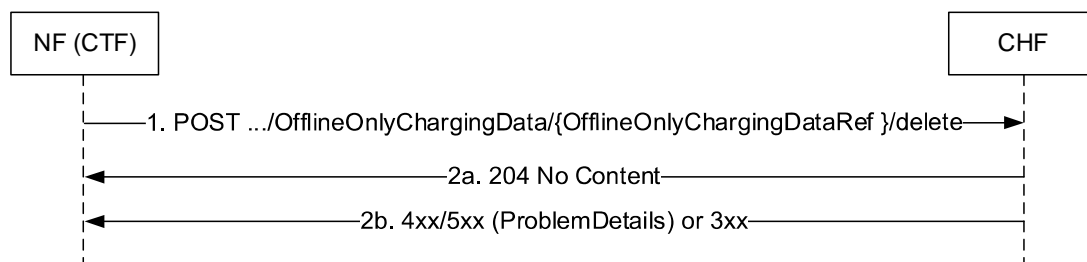 NF (CTF)
CHF
1. POST .../OfflineOnlyChargingData/{OfflineOnlyChargingDataRef }/delete
2a. 204 No Content
2b. 4xx/5xx (ProblemDetails) or 3xx